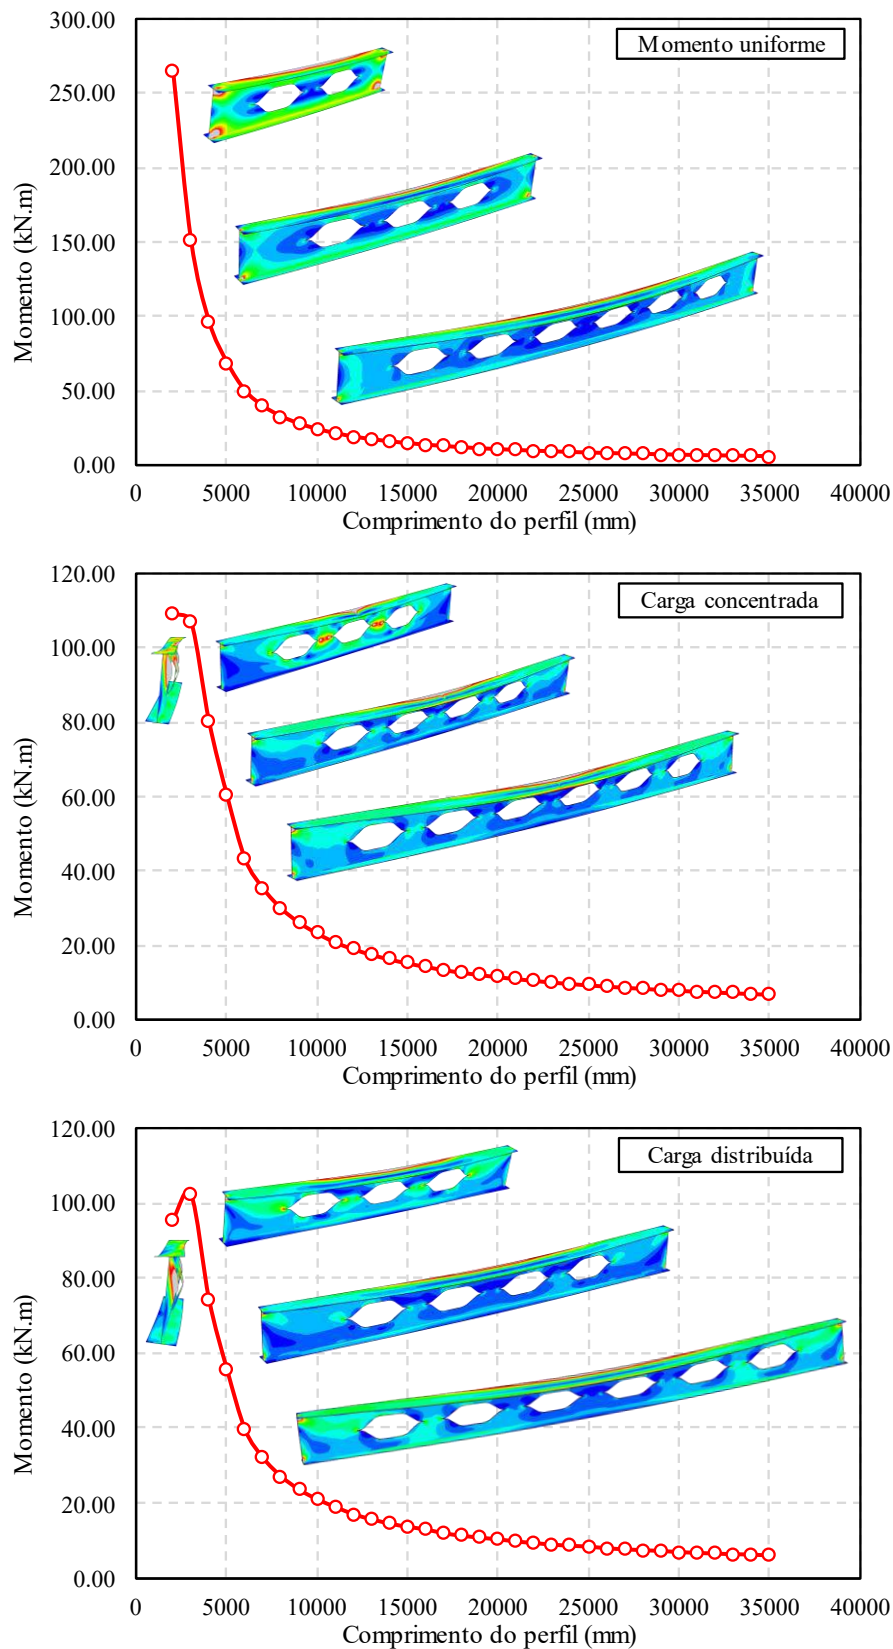 300.00
Momento uniforme
250.00
200.00
150.00
100.00
50.00
0.00
Momento (kN.m)
0 5000 10000 15000 20000 25000 30000 35000 40000
Comprimento do perfil (mm)
120.00
Carga concentrada
100.00
80.00
60.00
40.00
20.00
0.00
Momento (kN.m)
0 5000 10000 15000 20000 25000 30000 35000 40000
Comprimento do perfil (mm)
120.00
Carga distribuída
100.00
80.00
60.00
40.00
20.00
0.00
Momento (kN.m)
0 5000 10000 15000 20000 25000 30000 35000 40000
Comprimento do perfil (mm)